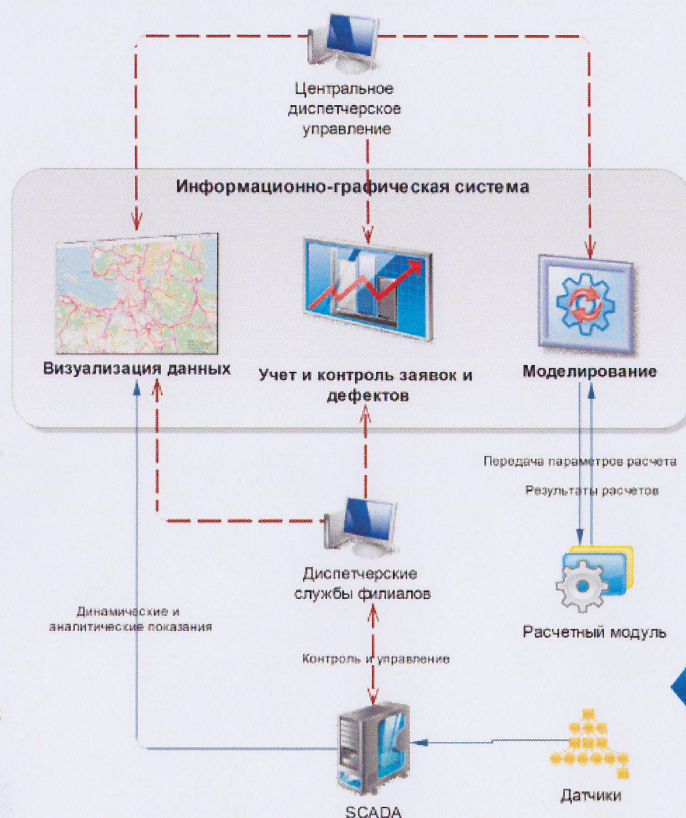 Центральное
диспетчерское
управление
Информационно-графическая система
Визуализация данных
Учет и контроль заявок и
дефектов
Моделирование
Передача параметров расчета
Результаты расчетов
Диспетчерские
службы филиалов
Расчетный модуль
Динамические и
аналитические показания
Контроль и управление
SCADA
Датчики